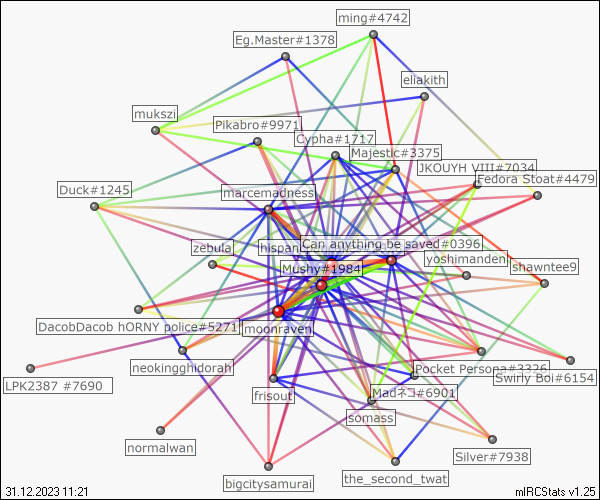 ming#4742
Eg.Master#1378
eliakith
mukszi
Pikabro#9971
Cypha#1717
Majestic#3375
JKOUYH VIII#7034
Fedora Stoat#4479
Duck#1245
marcemadness
Can anything be saved#0396
zebula
hispan
yoshimanden
Mushy#1984
shawntee9
DacobDacob hORNY police#5271
moonraven
neokingghidorah
Pocket Persona#3326
Swirly Boi#6154
LPK2387 #7690
frisout
Madネコ#6901
somass
normalwan
Silver#7938
bigcitysamurai
the_second_twat
31.12.2023 11:21
mIRCStats v1.25